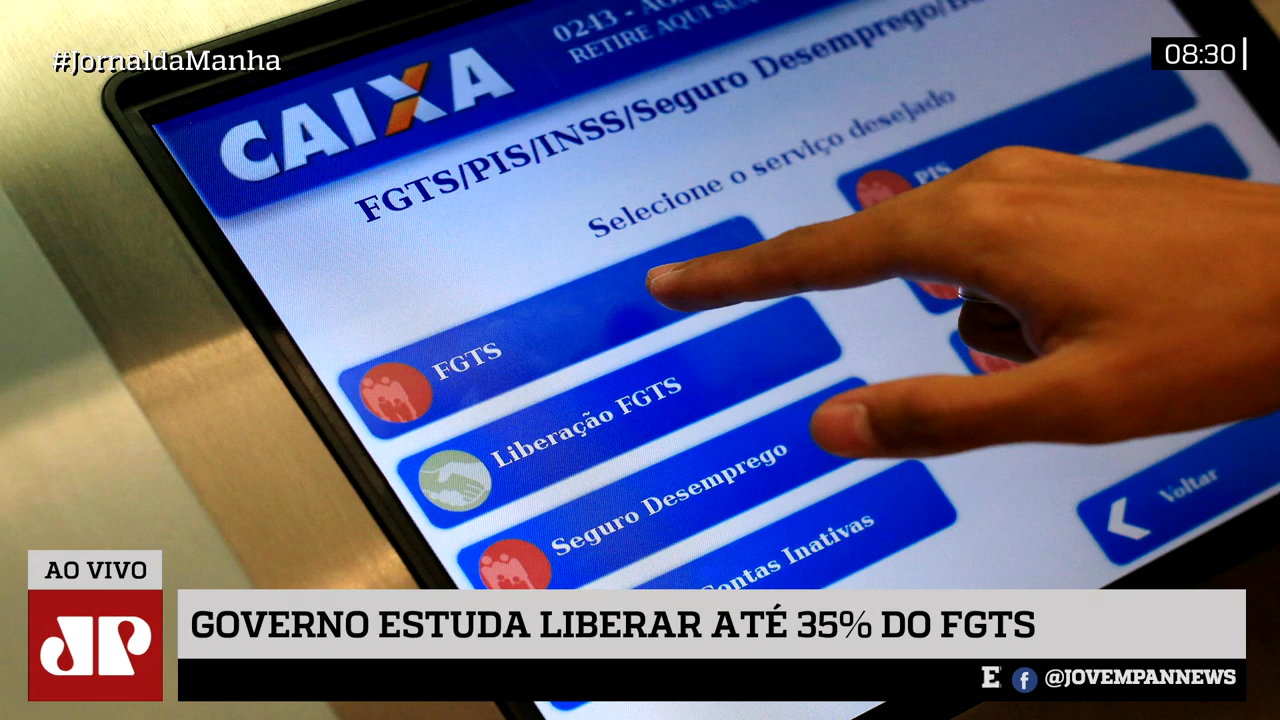 #JornaldaManha
08:30
CAIXA
0243 -
RETIRE AQUI
FGTS/PIS/INSS/Seguro Desemprego/
Selecione o serviço desejado
PIS
FGTS
Liberação FGTS
Seguro Desemprego
Contas Inativas
Voltar
AO VIVO
JP
GOVERNO ESTUDA LIBERAR ATÉ 35% DO FGTS
E f @JOVEMPANNEWS